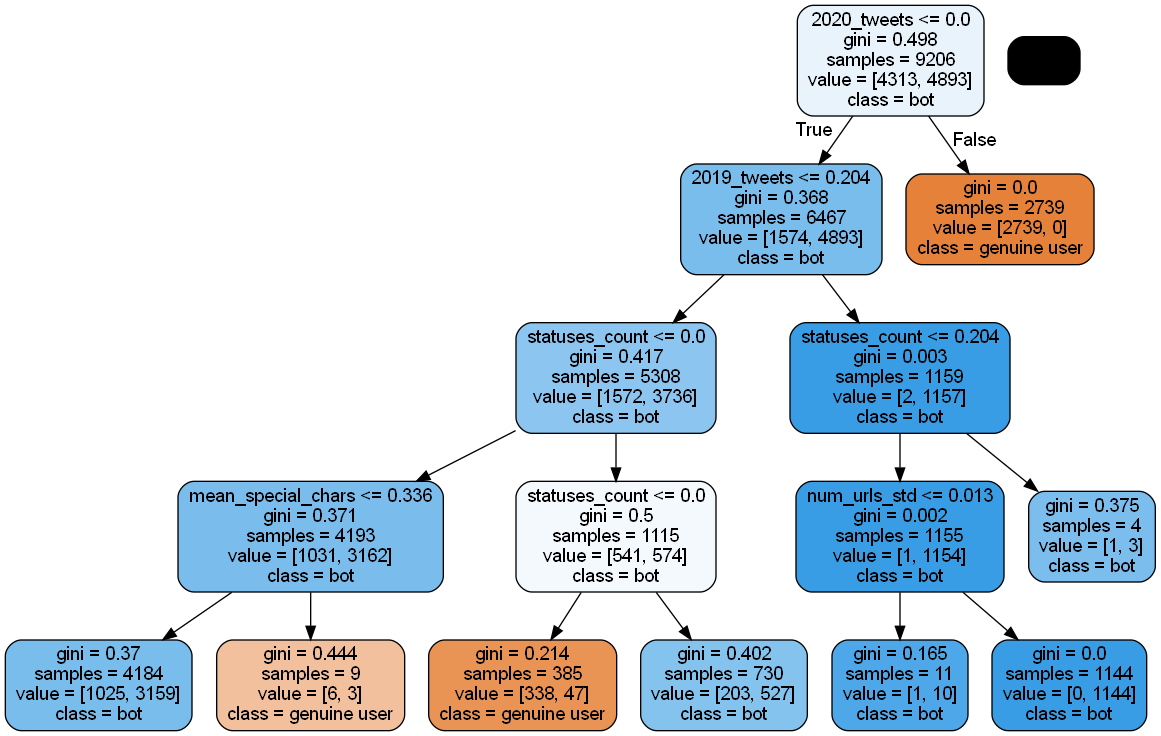 2020_tweets <= 0.0
gini = 0.498
samples = 9206
value = [4313, 4893]
class = bot
True
False
2019_tweets <= 0.204
gini = 0.368
samples = 6467
value = [1574, 4893]
class = bot
gini = 0.0
samples = 2739
value = [2739, 0]
class = genuine user
statuses_count <= 0.0
gini = 0.417
samples = 5308
value = [1572, 3736]
class = bot
statuses_count <= 0.204
gini = 0.003
samples = 1159
value = [2, 1157]
class = bot
mean_special_chars <= 0.336
gini = 0.371
samples = 4193
value = [1031, 3162]
class = bot
statuses_count <= 0.0
gini = 0.5
samples = 1115
value = [541, 574]
class = bot
num_urls_std <= 0.013
gini = 0.002
samples = 1155
value = [1, 1154]
class = bot
gini = 0.375
samples = 4
value = [1, 3]
class = bot
gini = 0.37
samples = 4184
value = [1025, 3159]
class = bot
gini = 0.444
samples = 9
value = [6, 3]
class = genuine user
gini = 0.214
samples = 385
value = [338, 47]
class = genuine user
gini = 0.402
samples = 730
value = [203, 527]
class = bot
gini = 0.165
samples = 11
value = [1, 10]
class = bot
gini = 0.0
samples = 1144
value = [0, 1144]
class = bot